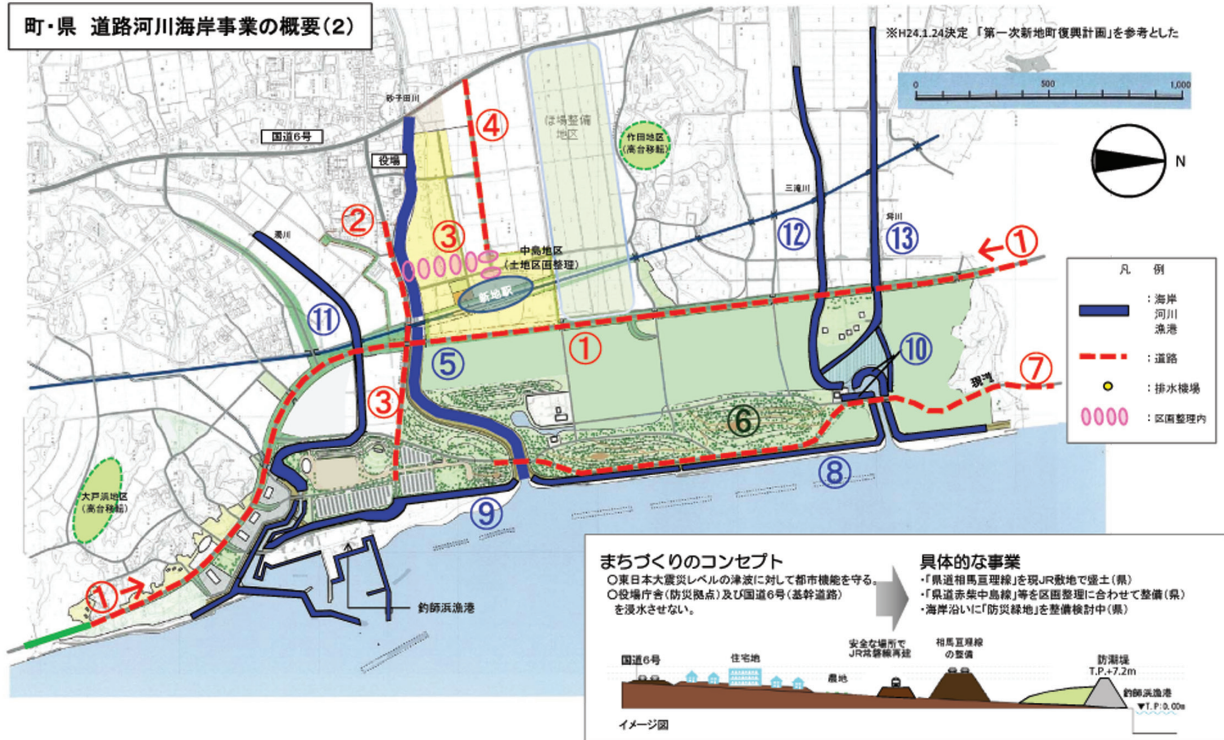 町・県 道路河川海岸事業の概要(2)
※H24.1.24決定 「第一次新地町復興計画」を参考とした
0 500 1,000
N
砂子田川
国道6号
役場
④
ほ場整備
地区
作田地区
(高台移転)
三滝川
⑫
⑬
②
③
中島地区
(土地区画整理)
新地駅
①
濁川
⑪
⑤
①
⑩
⑦
現道
③
⑥
⑧
⑨
大戸浜地区
(高台移転)
①
釣師浜漁港
凡 例
:海岸
河川
漁港
:道路
:排水機場
:区画整理内
まちづくりのコンセプト
○東日本大震災レベルの津波に対して都市機能を守る。
○役場庁舎(防災拠点)及び国道6号(基幹道路)
を浸水させない。
具体的な事業
・「県道相馬亘理線」を現JR敷地で盛土(県)
・「県道赤柴中島線」等を区画整理に合わせて整備(県)
・海岸沿いに「防災緑地」を整備検討中(県)
国道6号
住宅地
農地
安全な場所で
JR常磐線再建
相馬亘理線
の整備
防潮堤
T.P.+7.2m
釣師浜漁港
▼T.P:0.00m
イメージ図